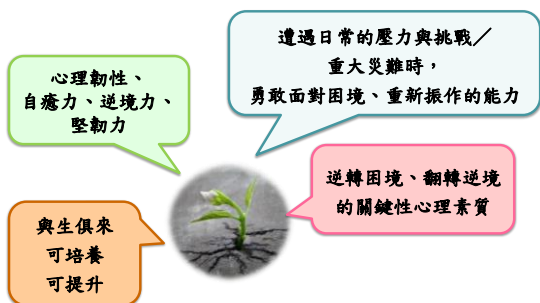 心理韌性、
自癒力、逆境力、
堅韌力
遭遇日常的壓力與挑戰／
重大災難時，
勇敢面對困境、重新振作的能力
逆轉困境、翻轉逆境
的關鍵性心理素質
與生俱來
可培養
可提升